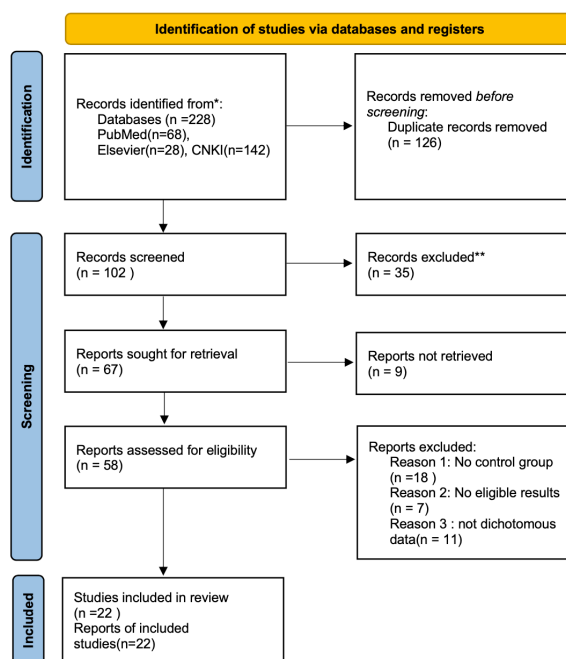 Identification of studies via databases and registers
Identification
Records identified from*:
Databases (n =228)
PubMed(n=68),
Elsevier(n=28), CNKI(n=142)
Records removed before
screening:
Duplicate records removed
(n = 126)
Screening
Records screened
(n = 102 )
Records excluded**
(n = 35)
Reports sought for retrieval
(n = 67)
Reports not retrieved
(n = 9)
Reports assessed for eligibility
(n = 58)
Reports excluded:
Reason 1: No control group
(n =18 )
Reason 2: No eligible results
(n = 7)
Reason 3 : not dichotomous
data(n = 11)
Included
Studies included in review
(n =22 )
Reports of included
studies(n=22)